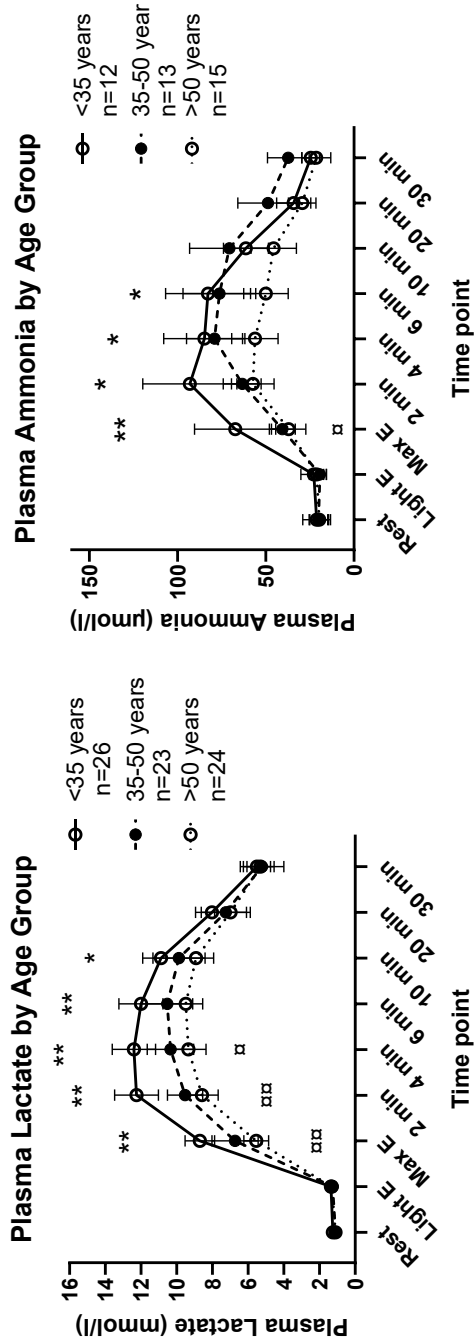 Plasma Lactate by Age Group
Plasma Lactate (mmol/l)
16
14
12
10
8
6
4
2
0
**
¤¤
**
¤¤
**
¤
**
*
Rest
Light E
Max E
2 min
4 min
6 min
10 min
20 min
30 min
Time point
<35 years
n=26
35-50 years
n=23
>50 years
n=24
Plasma Ammonia by Age Group
Plasma Ammonia (µmol/l)
150
100
50
0
**
¤
*
*
*
Rest
Light E
Max E
2 min
4 min
6 min
10 min
20 min
30 min
Time point
<35 years
n=12
35-50 year
n=13
>50 years
n=15